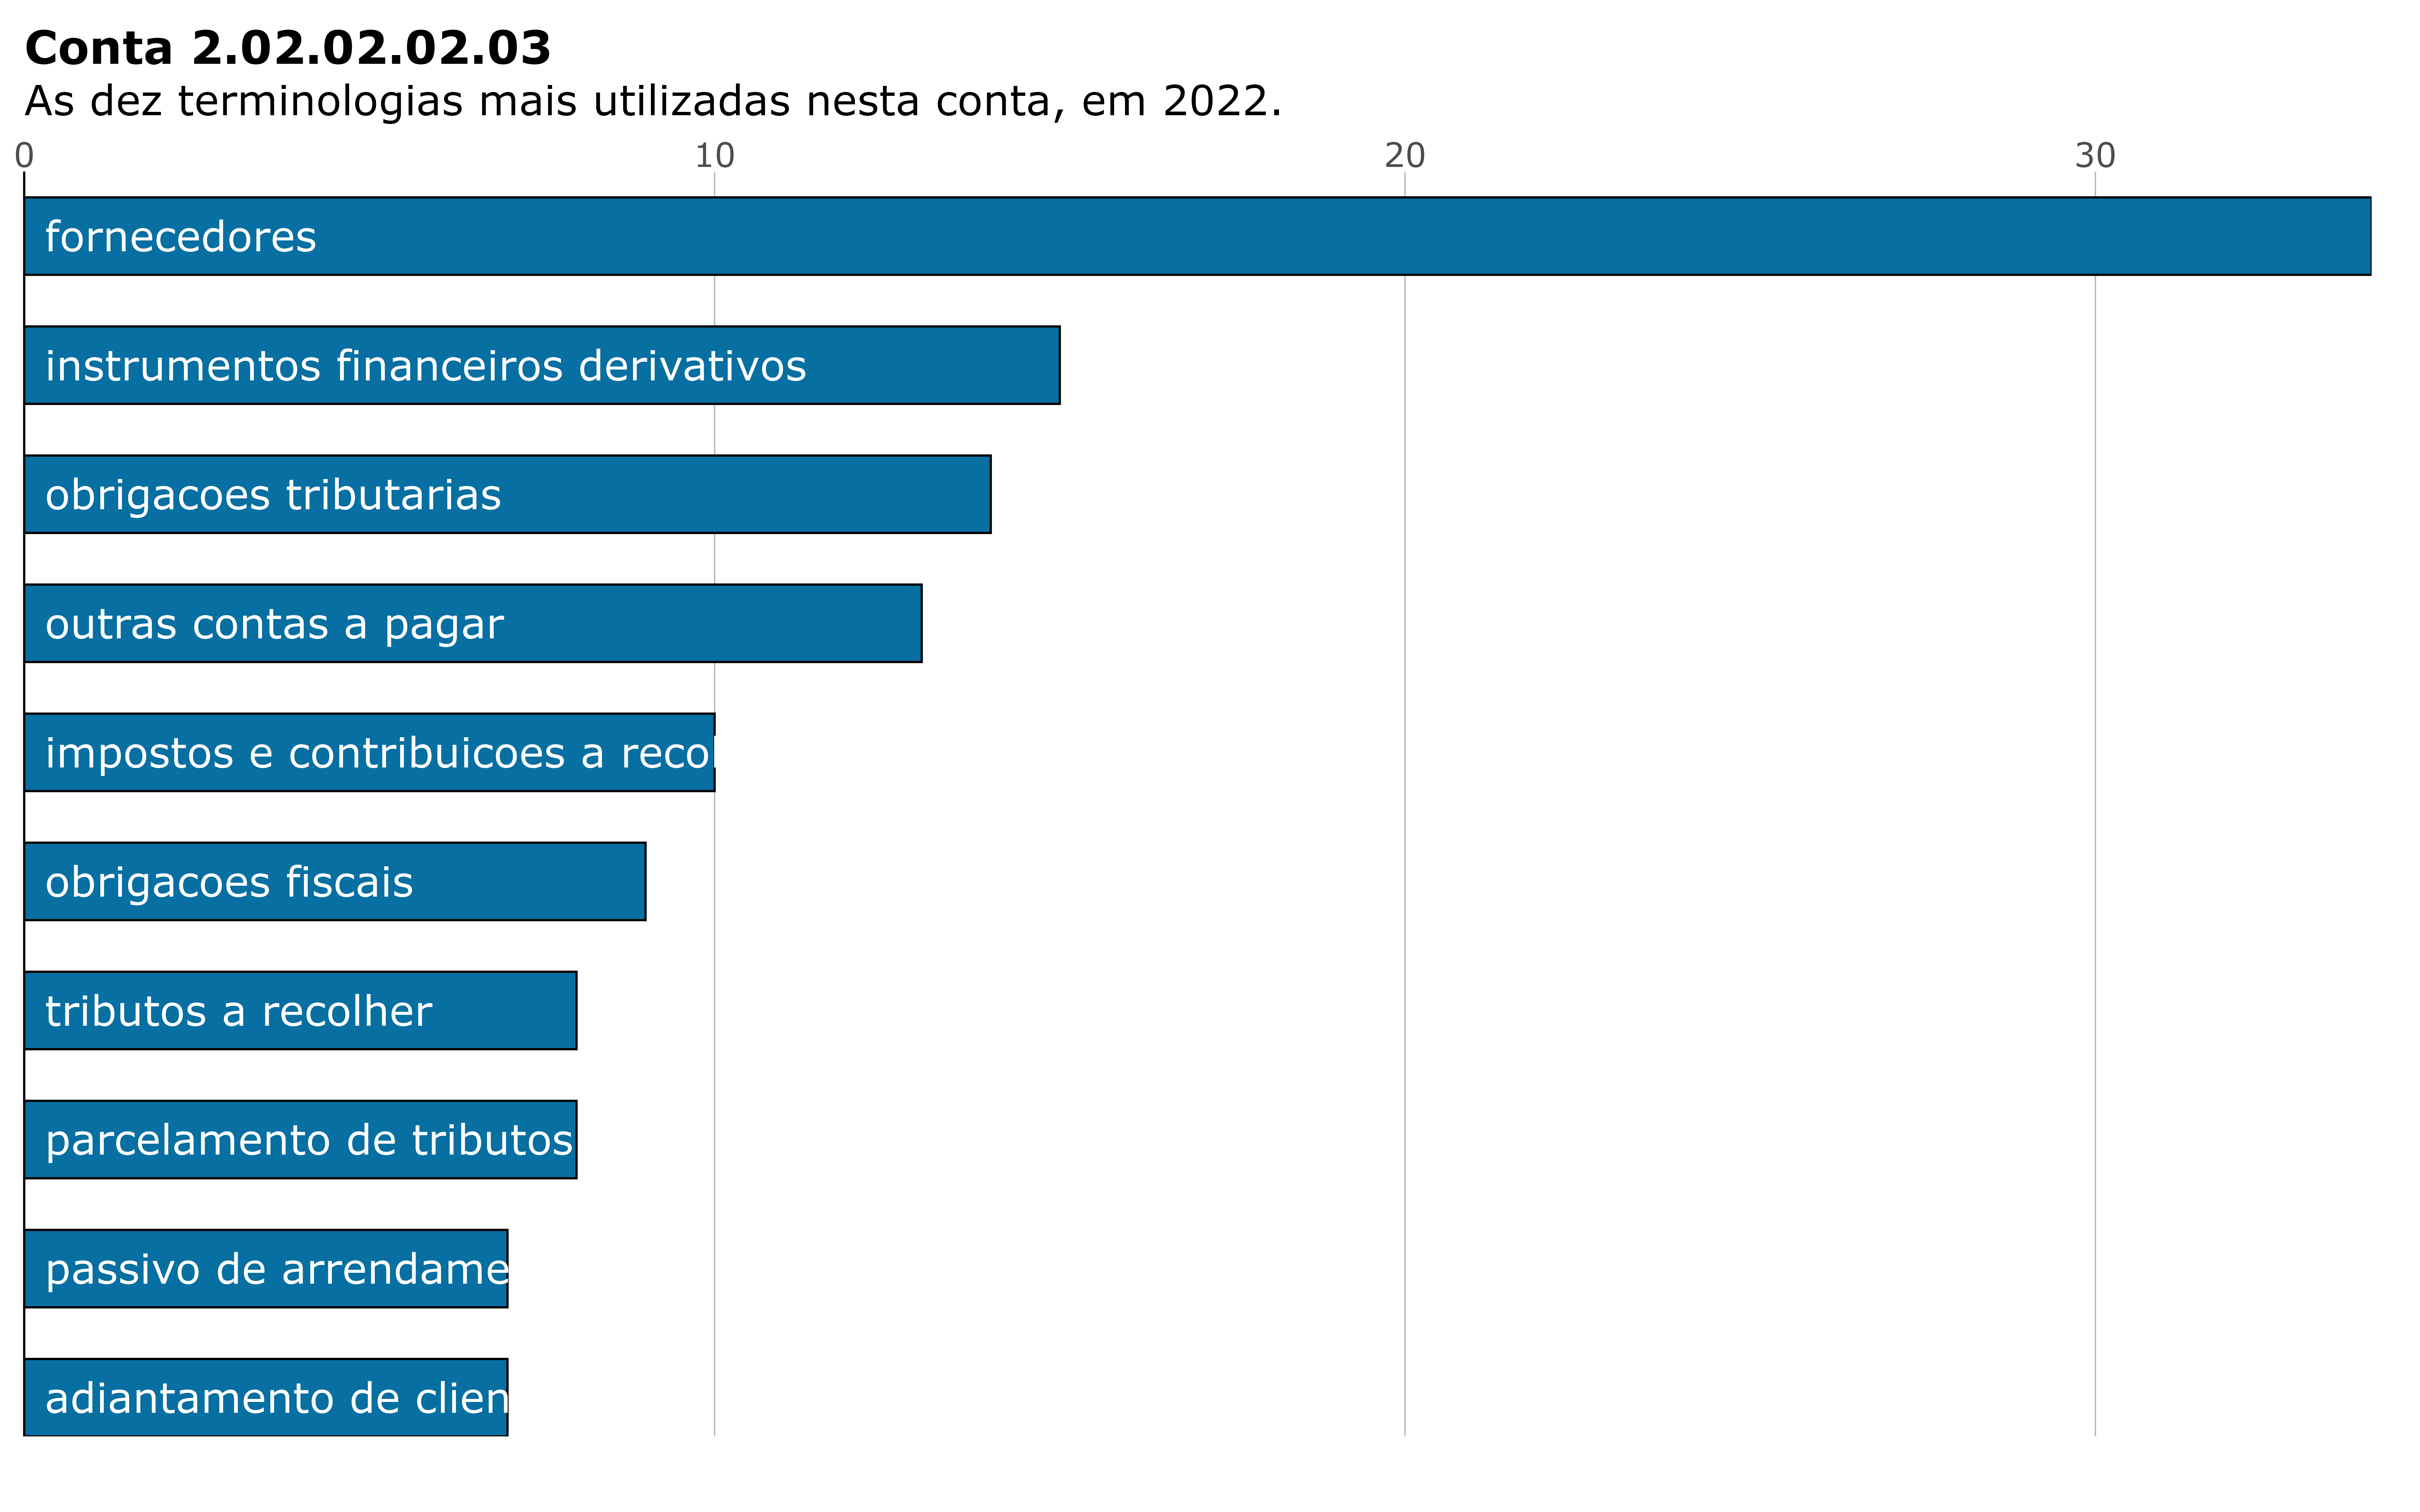 Conta 2.02.02.02.03
As dez terminologias mais utilizadas nesta conta, em 2022.
0 10 20 30
fornecedores
instrumentos financeiros derivativos
obrigacoes tributarias
outras contas a pagar
impostos e contribuicoes a reco
obrigacoes fiscais
tributos a recolher
parcelamento de tributos
passivo de arrendame
adiantamento de clien